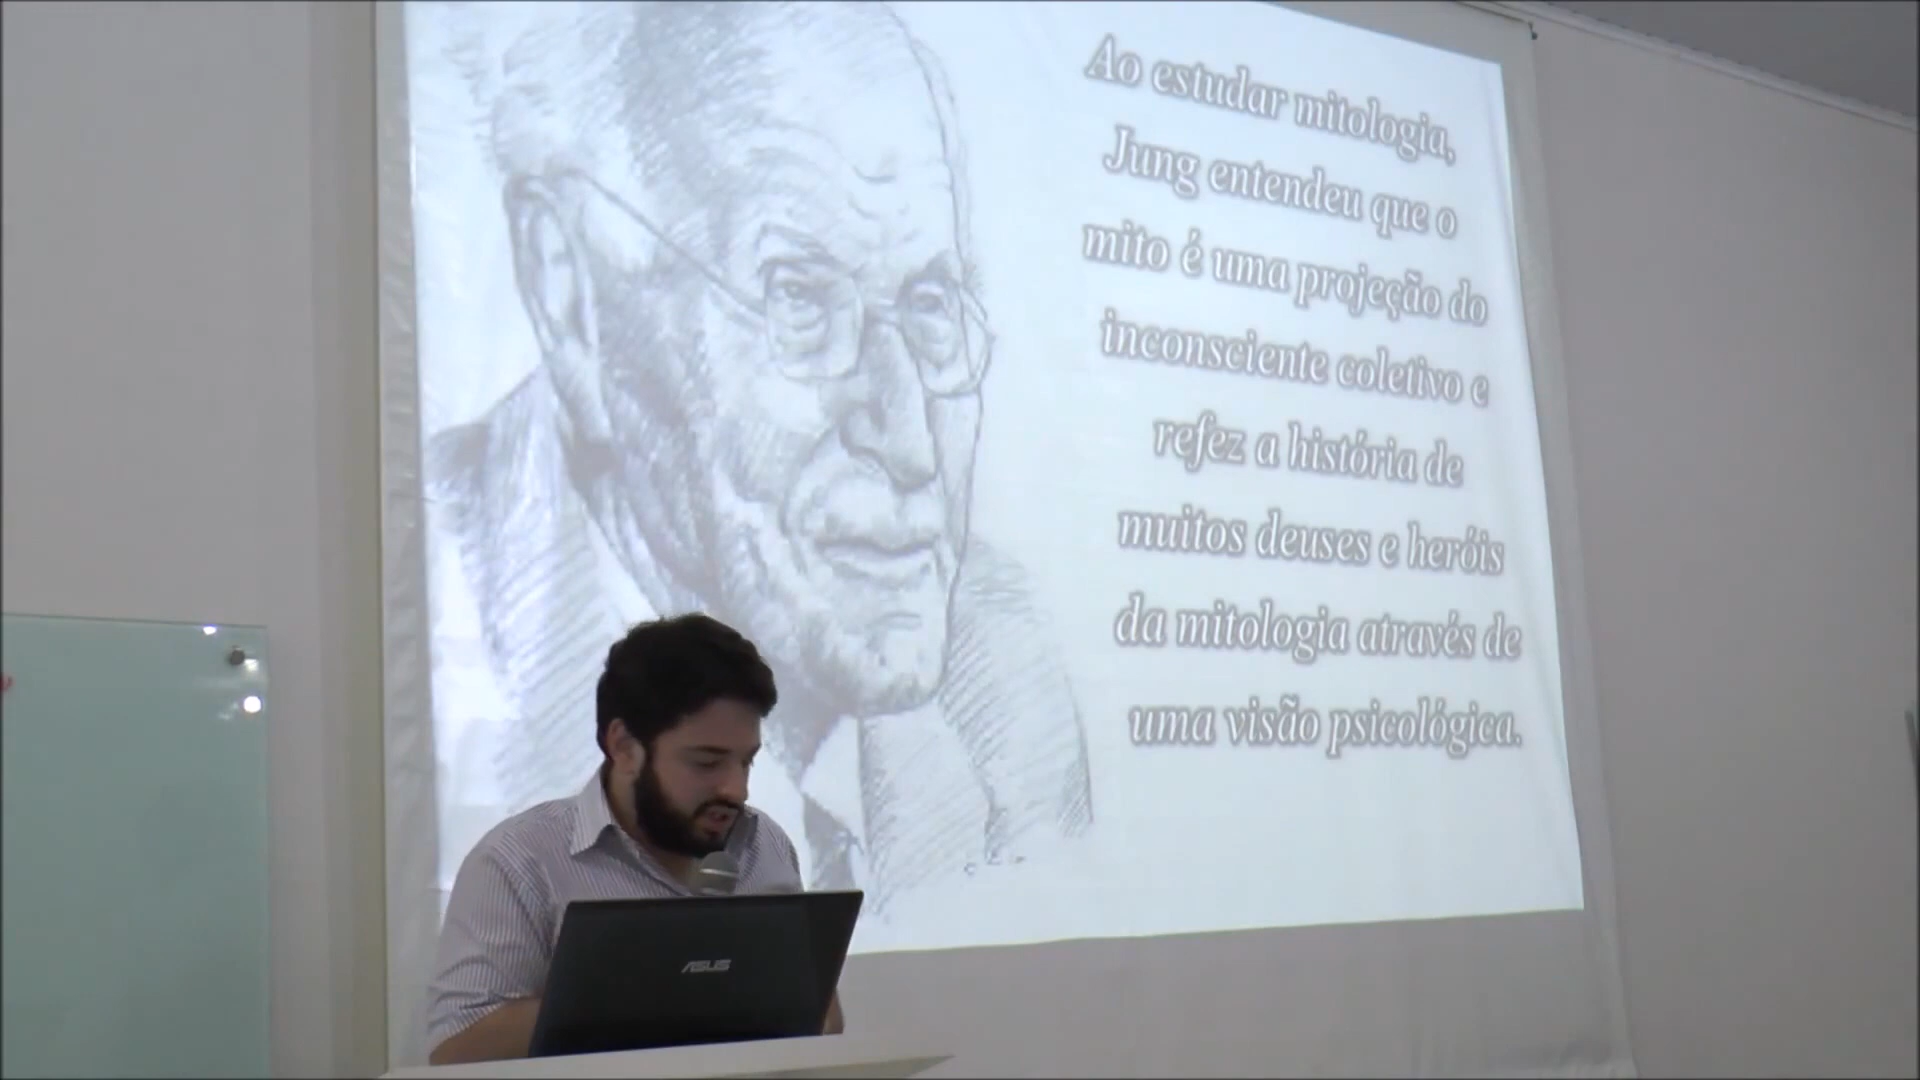 Ao estudar mitologia,
Jung entendeu que o
mito é uma projeção do
inconsciente coletivo e
refez a história de
muitos deuses e heróis
da mitologia através de
uma visão psicológica.
ASUS